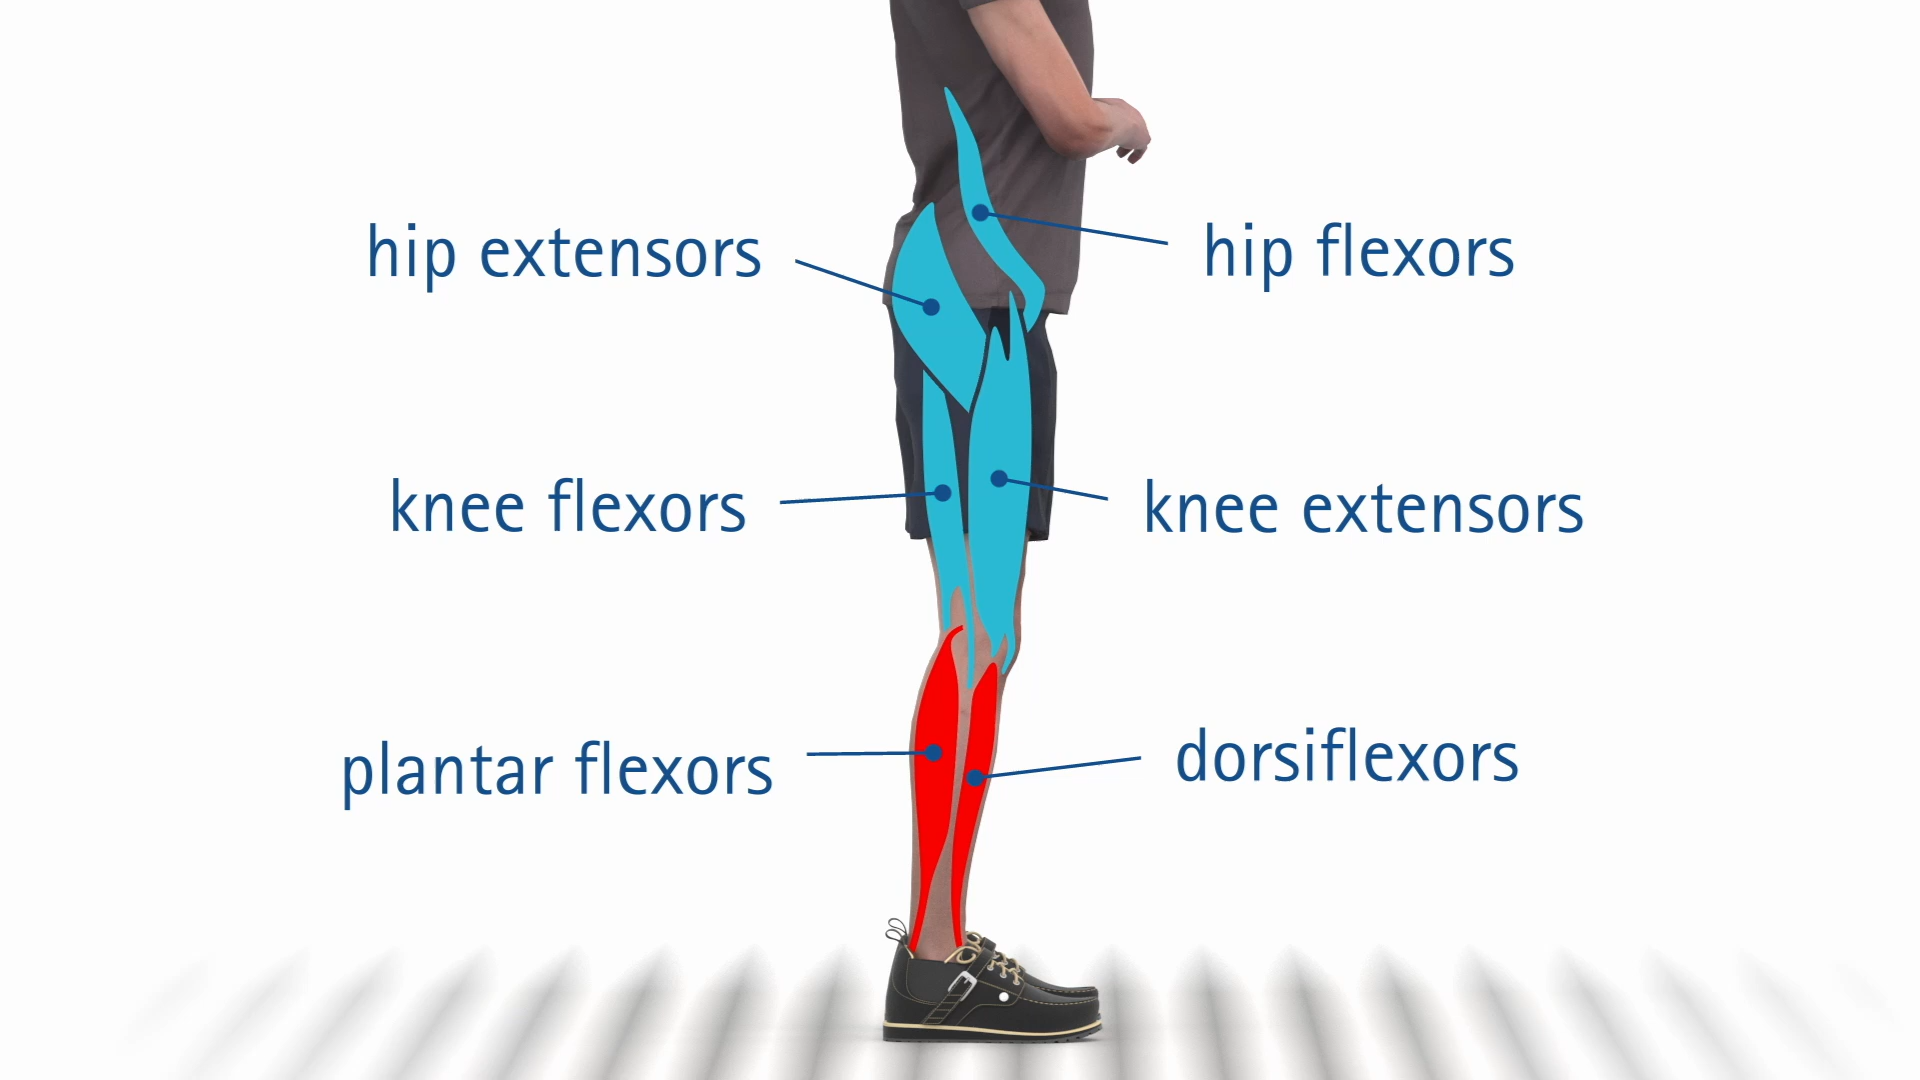 hip extensors
hip flexors
knee flexors
knee extensors
plantar flexors
dorsiflexors